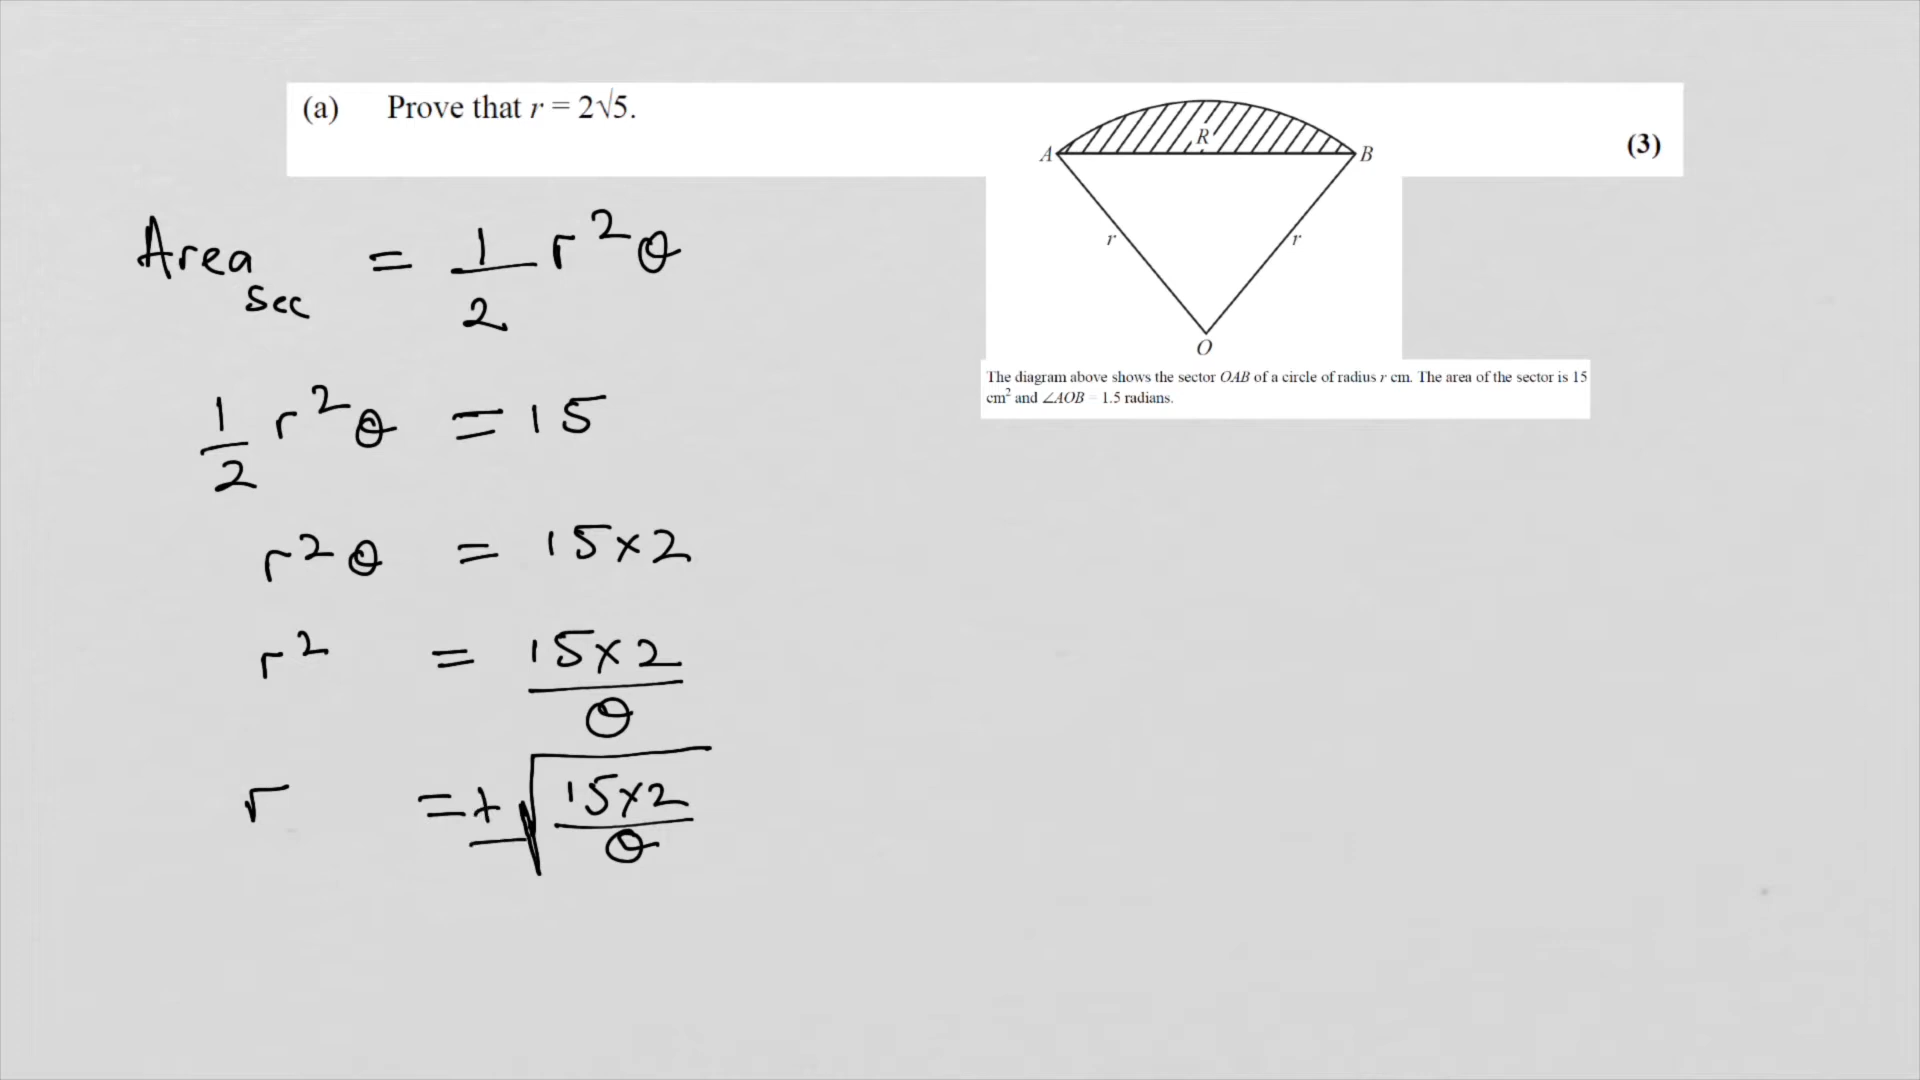 (a) Prove that r = 2√5.
(3)
A
R
B
r
r
O
The diagram above shows the sector OAB of a circle of radius r cm. The area of the sector is 15
cm² and ∠AOB = 1.5 radians.
Area sec = 1/2 r²θ
1/2 r²θ = 15
r²θ = 15×2
r² = 15×2/θ
r = ±√(15×2/θ)